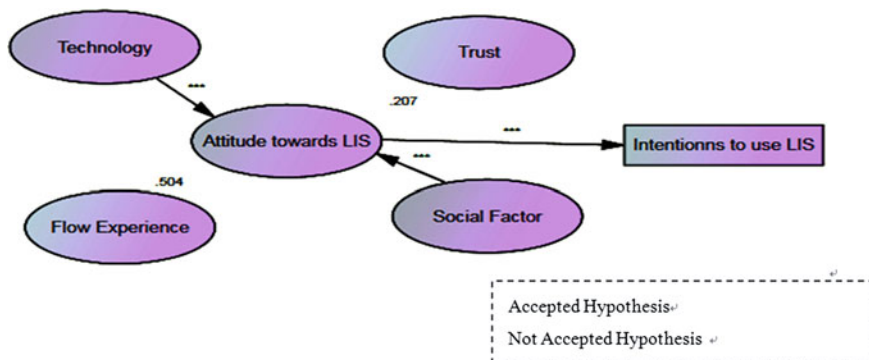 Technology
Trust
***
.207
Attitude towards LIS
***
Intentionns to use LIS
***
.504
Flow Experience
Social Factor
Accepted Hypothesis
Not Accepted Hypothesis